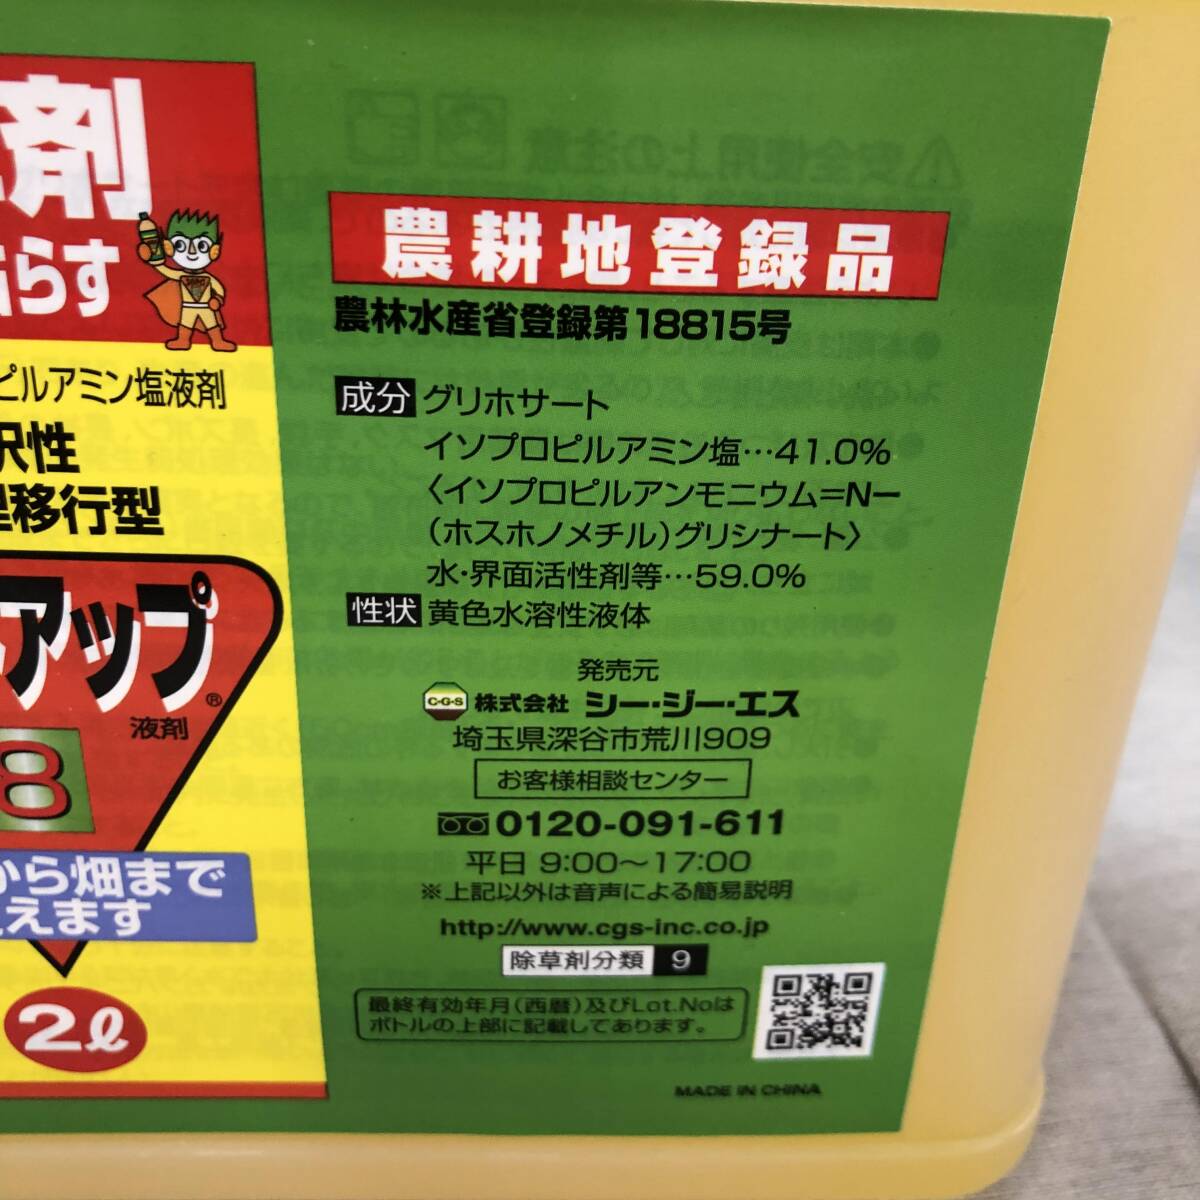 剤
らす
ピルアミン塩液剤
沢性
移行型
アップ®
液剤
8
から畑まで
えます
2ℓ
農耕地登録品
農林水産省登録第18815号
成分 グリホサート
イソプロピルアミン塩…41.0%
〈イソプロピルアンモニウム=N－
(ホスホノメチル)グリシナート〉
水・界面活性剤等…59.0%
性状 黄色水溶性液体
発売元
C・G・S 株式会社 シー・ジー・エス
埼玉県深谷市荒川909
お客様相談センター
0120-091-611
平日 9:00～17:00
※上記以外は音声による簡易説明
http://www.cgs-inc.co.jp
除草剤分類 9
最終有効年月(西暦)及びLot.Noは
ボトルの上部に記載してあります。
MADE IN CHINA